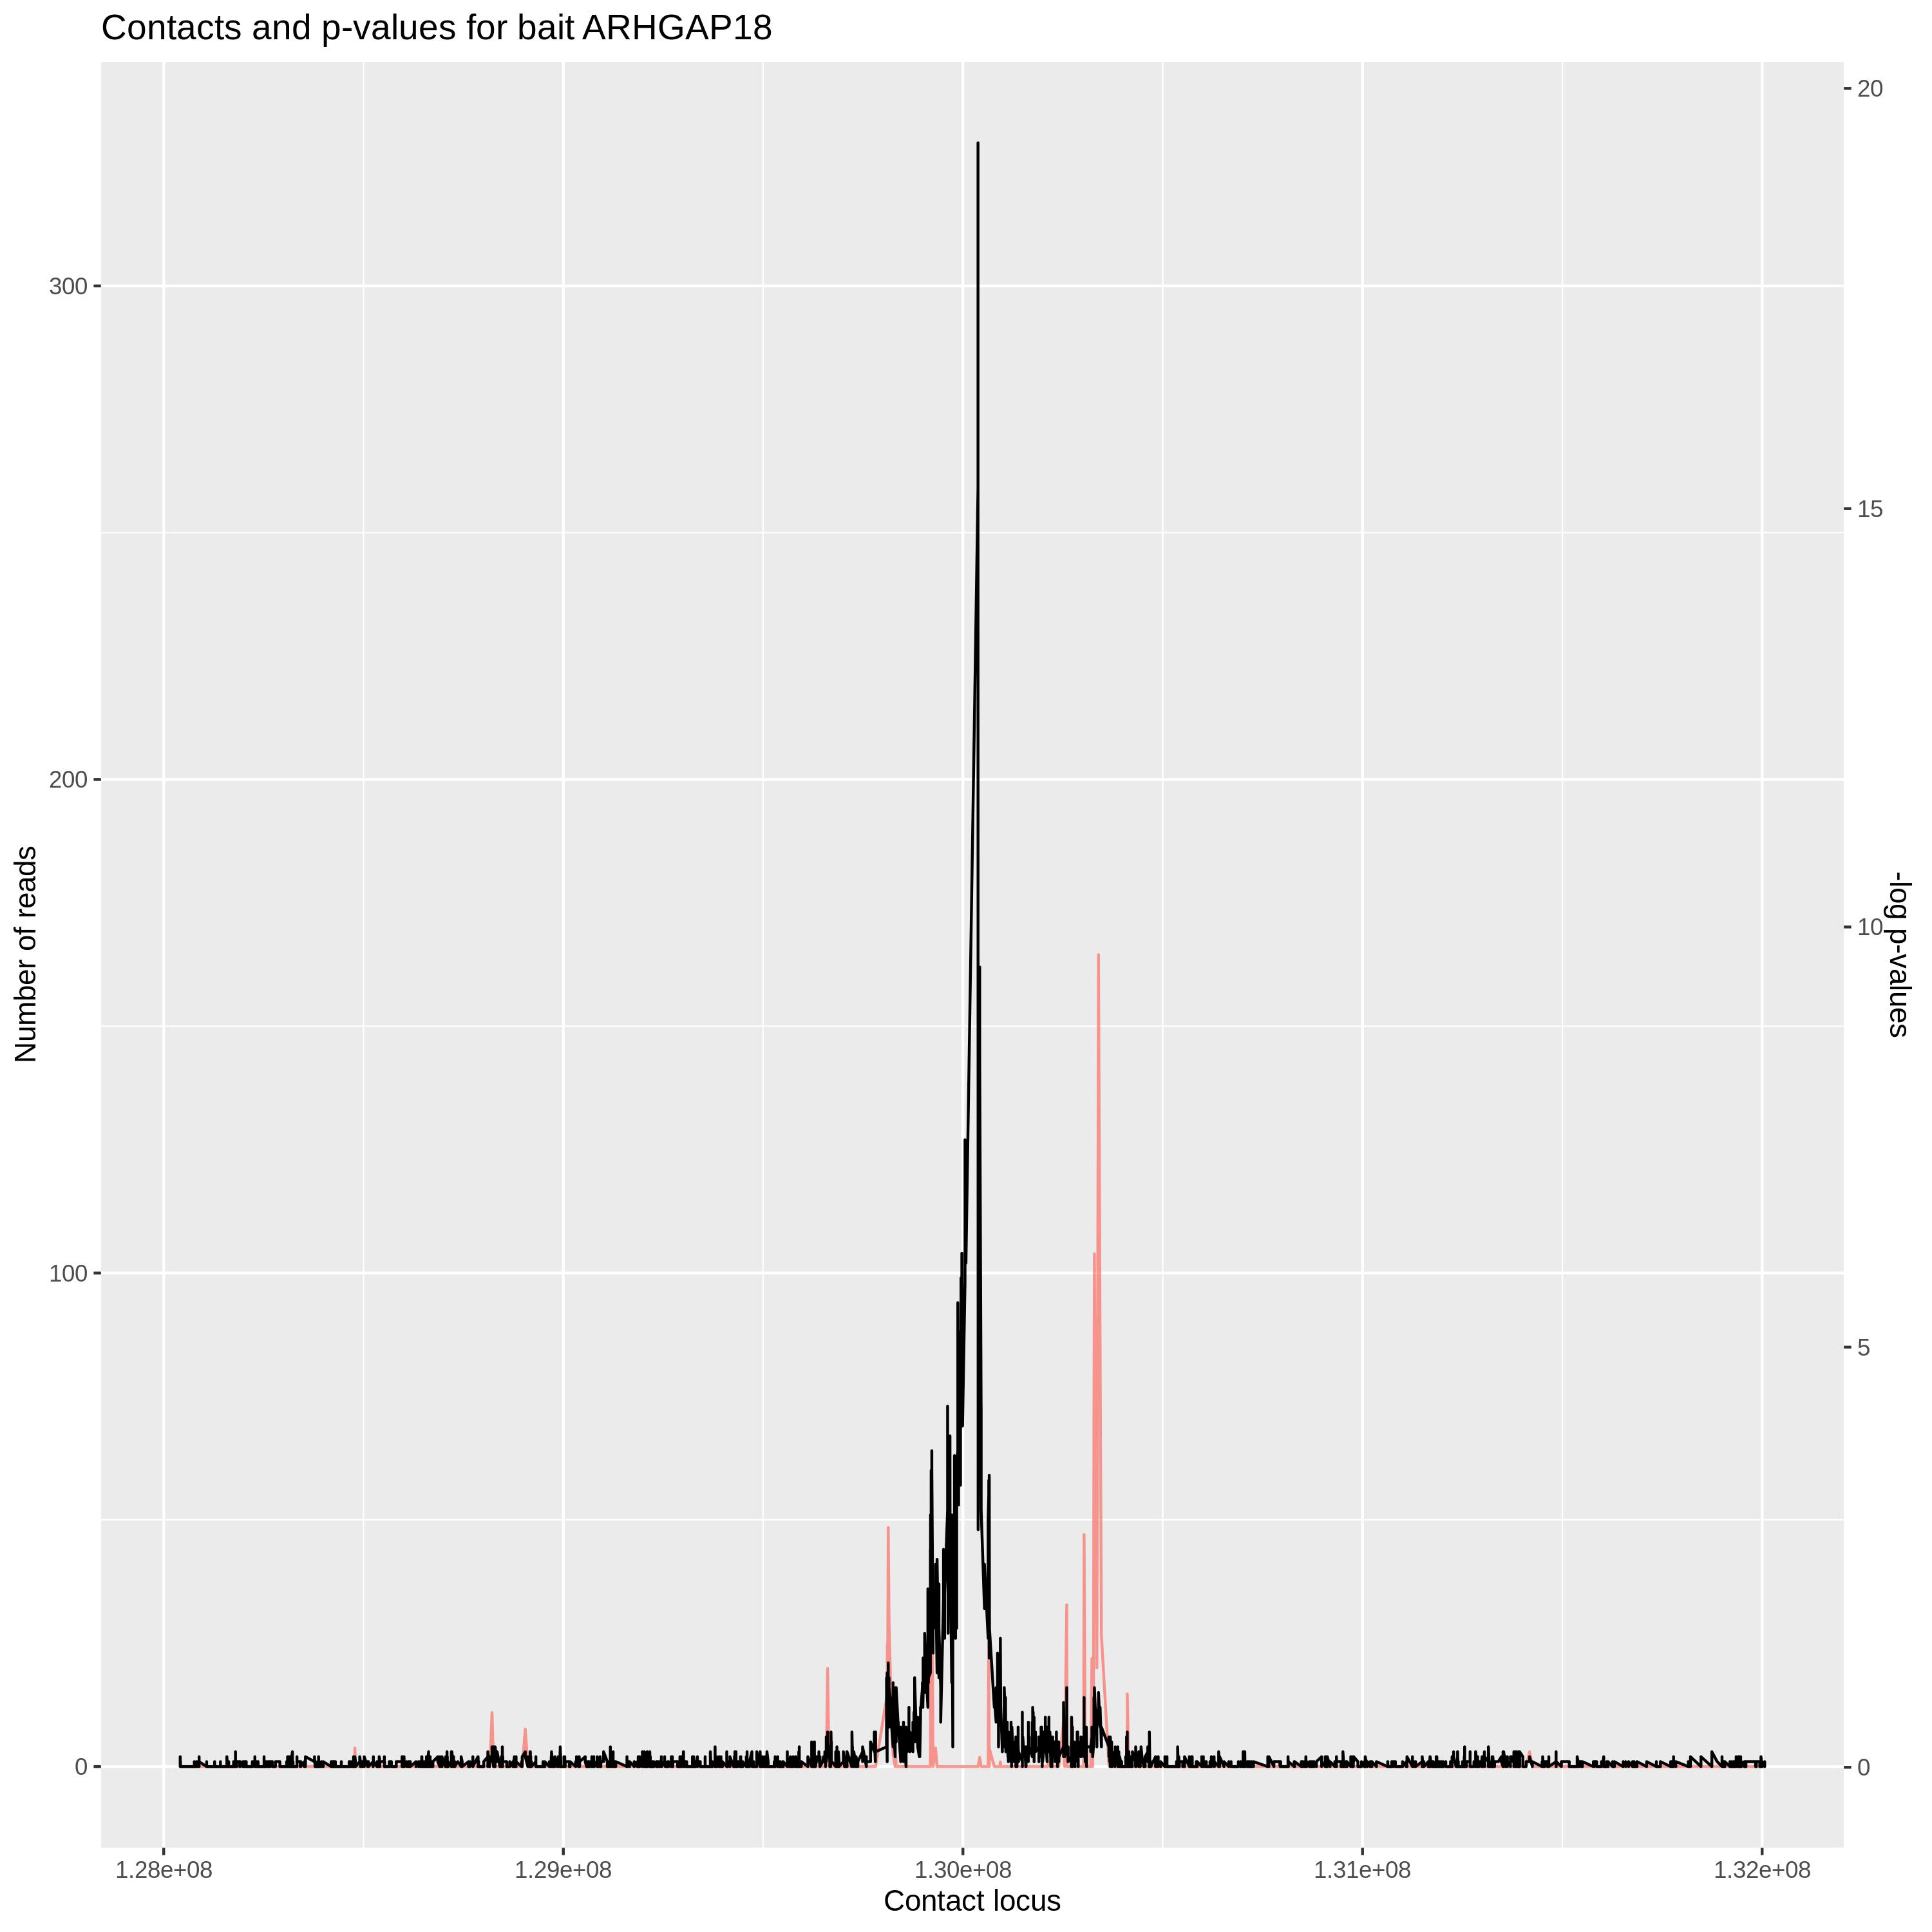 Contacts and p-values for bait ARHGAP18
300
200
100
0
Number of reads
20
15
10
5
0
-log p-values
1.28e+08
1.29e+08
1.30e+08
1.31e+08
1.32e+08
Contact locus